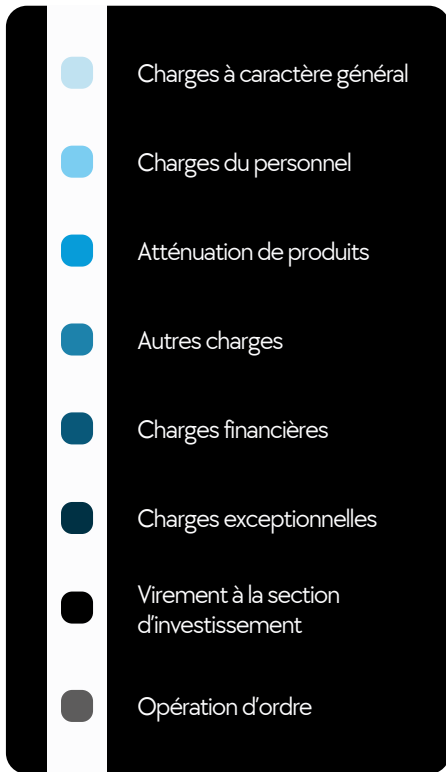 Charges à caractère général
Charges du personnel
Atténuation de produits
Autres charges
Charges financières
Charges exceptionnelles
Virement à la section
d'investissement
Opération d'ordre